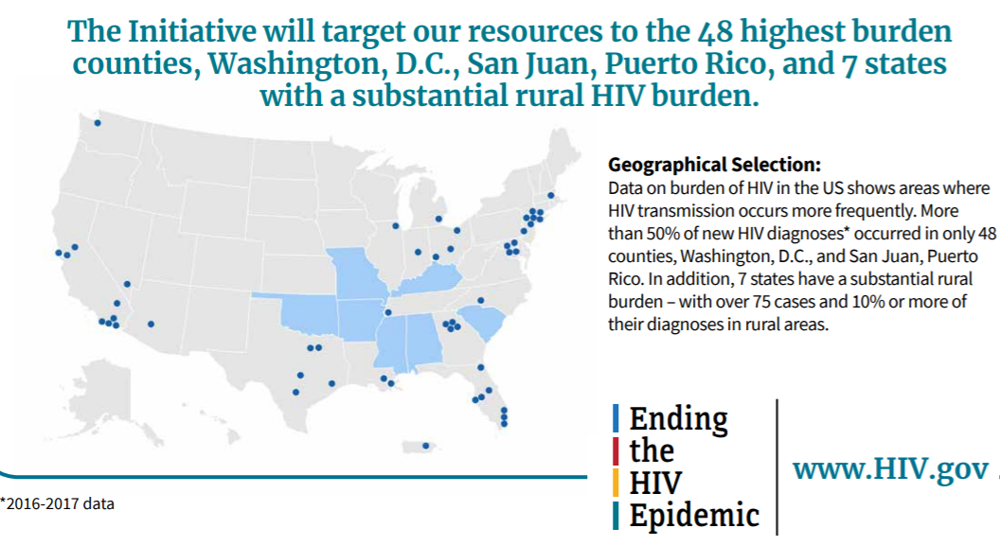 The Initiative will target our resources to the 48 highest burden
counties, Washington, D.C., San Juan, Puerto Rico, and 7 states
with a substantial rural HIV burden.
Geographical Selection:
Data on burden of HIV in the US shows areas where
HIV transmission occurs more frequently. More
than 50% of new HIV diagnoses* occurred in only 48
counties, Washington, D.C., and San Juan, Puerto
Rico. In addition, 7 states have a substantial rural
burden – with over 75 cases and 10% or more of
their diagnoses in rural areas.
Ending
the
HIV
Epidemic
www.HIV.gov
*2016-2017 data